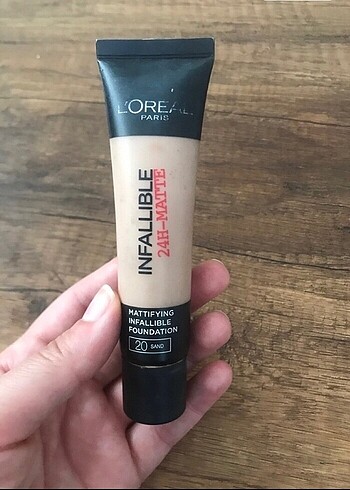 L'ORÉAL
PARIS
INFALLIBLE
24H-MATTE
MATTIFYING
INFALLIBLE
FOUNDATION
20 SAND